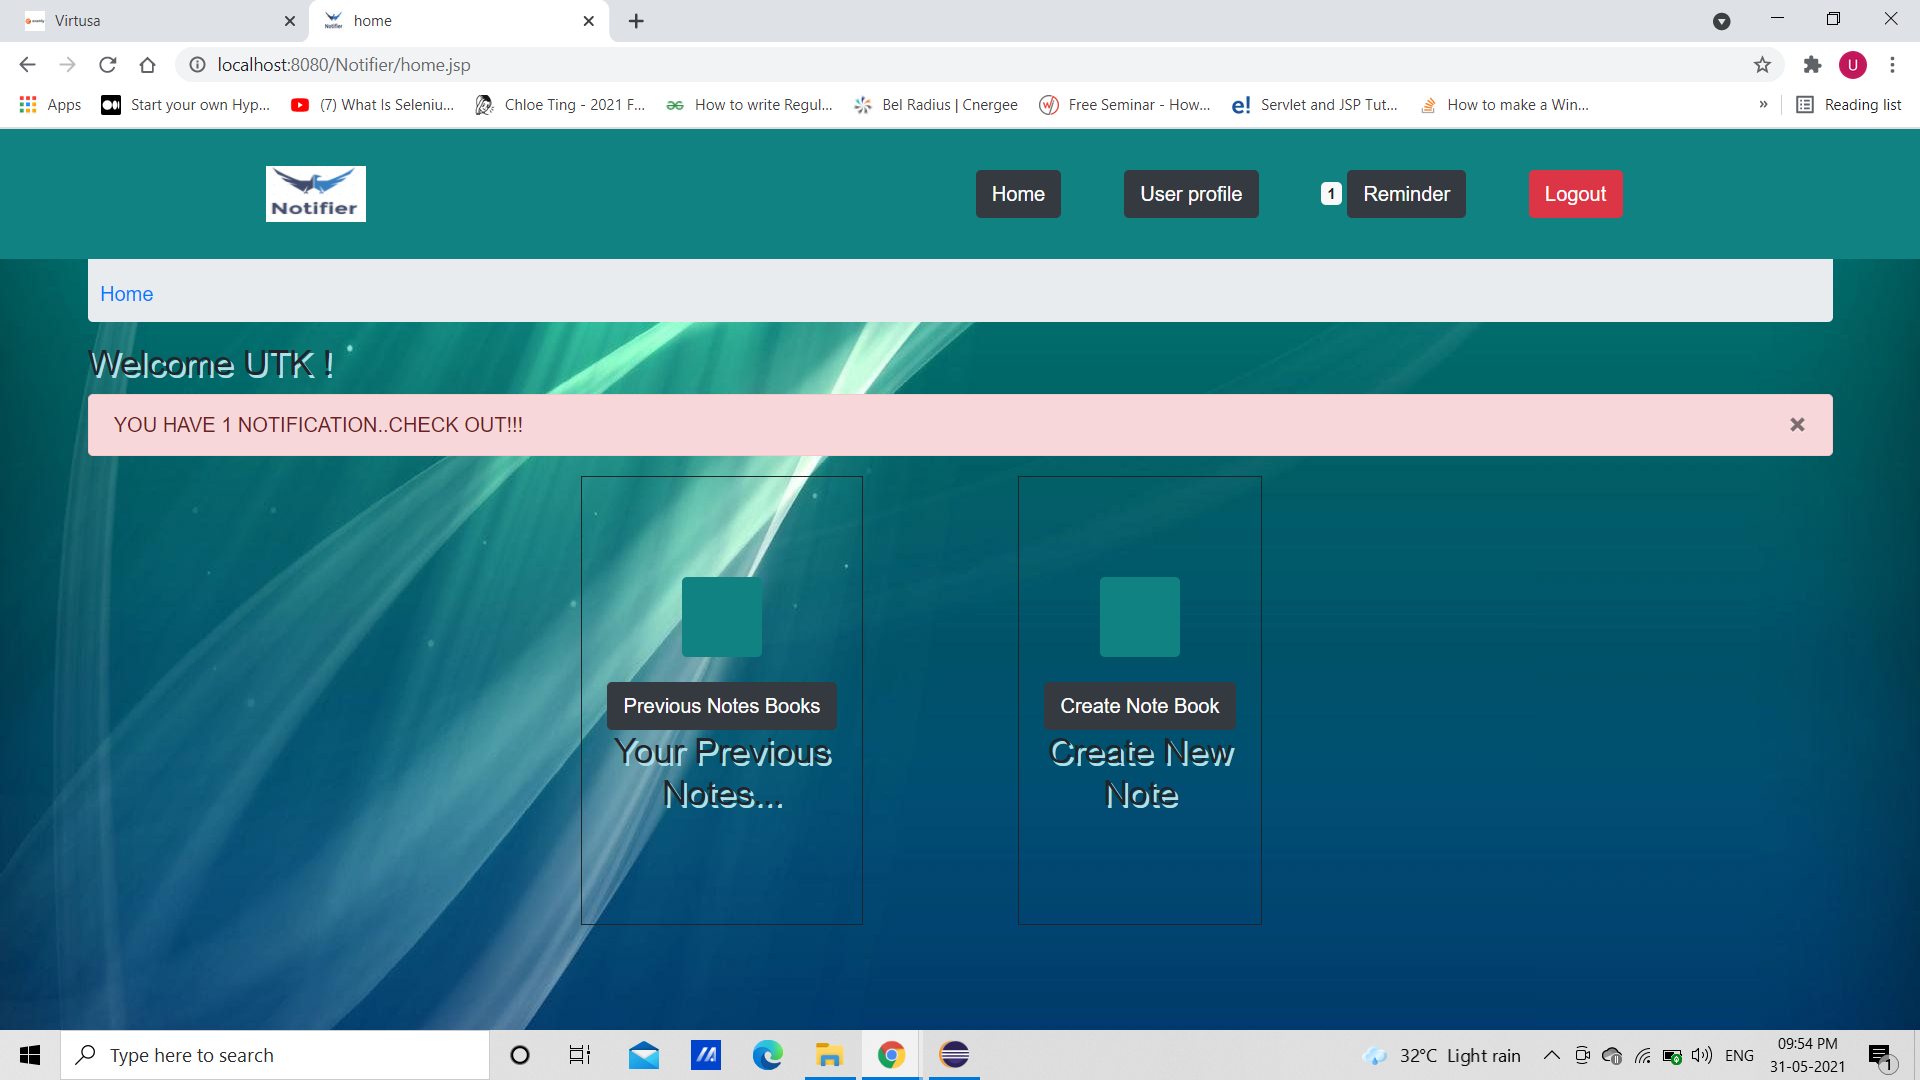 Virtusa
home
localhost:8080/Notifier/home.jsp
Apps
Start your own Hyp...
(7) What Is Seleniu...
Chloe Ting - 2021 F...
How to write Regul...
Bel Radius | Cnergee
Free Seminar - How...
Servlet and JSP Tut...
How to make a Win...
»
Reading list
U
Notifier
Home
User profile
1
Reminder
Logout
Home
Welcome UTK !
YOU HAVE 1 NOTIFICATION..CHECK OUT!!!
Previous Notes Books
Your Previous
Notes...
Create Note Book
Create New
Note
Type here to search
32°C Light rain
ENG
09:54 PM
31-05-2021
1